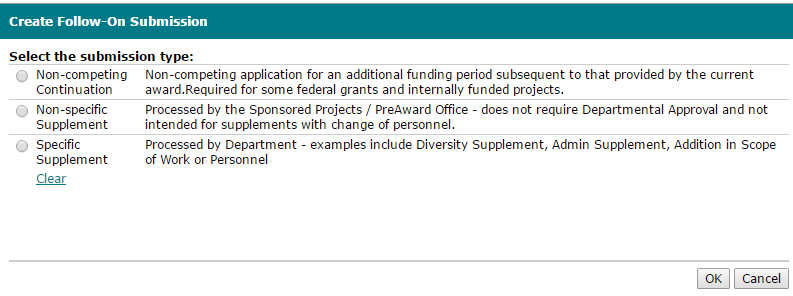 Create Follow-On Submission
Select the submission type:
Non-competing Continuation
Non-competing application for an additional funding period subsequent to that provided by the current
award.Required for some federal grants and internally funded projects.
Non-specific Supplement
Processed by the Sponsored Projects / PreAward Office - does not require Departmental Approval and not
intended for supplements with change of personnel.
Specific Supplement
Processed by Department - examples include Diversity Supplement, Admin Supplement, Addition in Scope
of Work or Personnel
Clear
OK Cancel